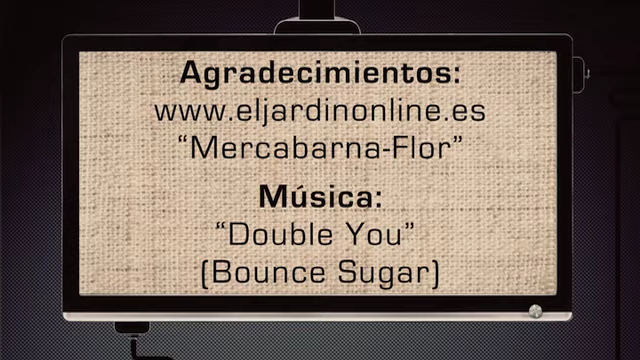 Agradecimientos:
www.eljardinonline.es
“Mercabarna-Flor”
Música:
“Double You”
(Bounce Sugar)